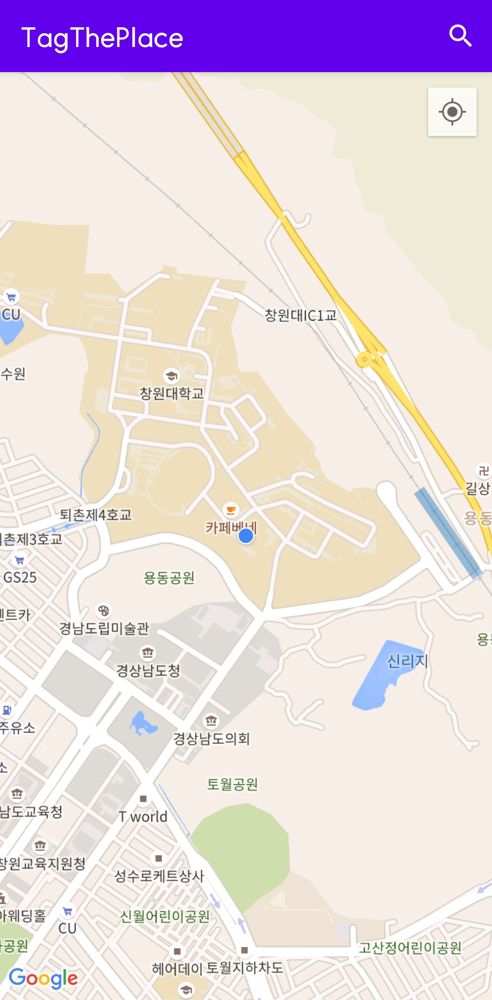 TagThePlace
창원대IC1교
CU
수원
창원대학교
길상
용동
퇴촌제4호교
카페베네
촌제3호교
GS25
용동공원
렌트카
경남도립미술관
신리지
경상남도청
주유소
경상남도의회
소
토월공원
남도교육청
T world
창원교육지원청
성수로케트상사
아웨딩홀
신월어린이공원
CU
공원
고산정어린이공원
헤어데이 토월지하차도
Google